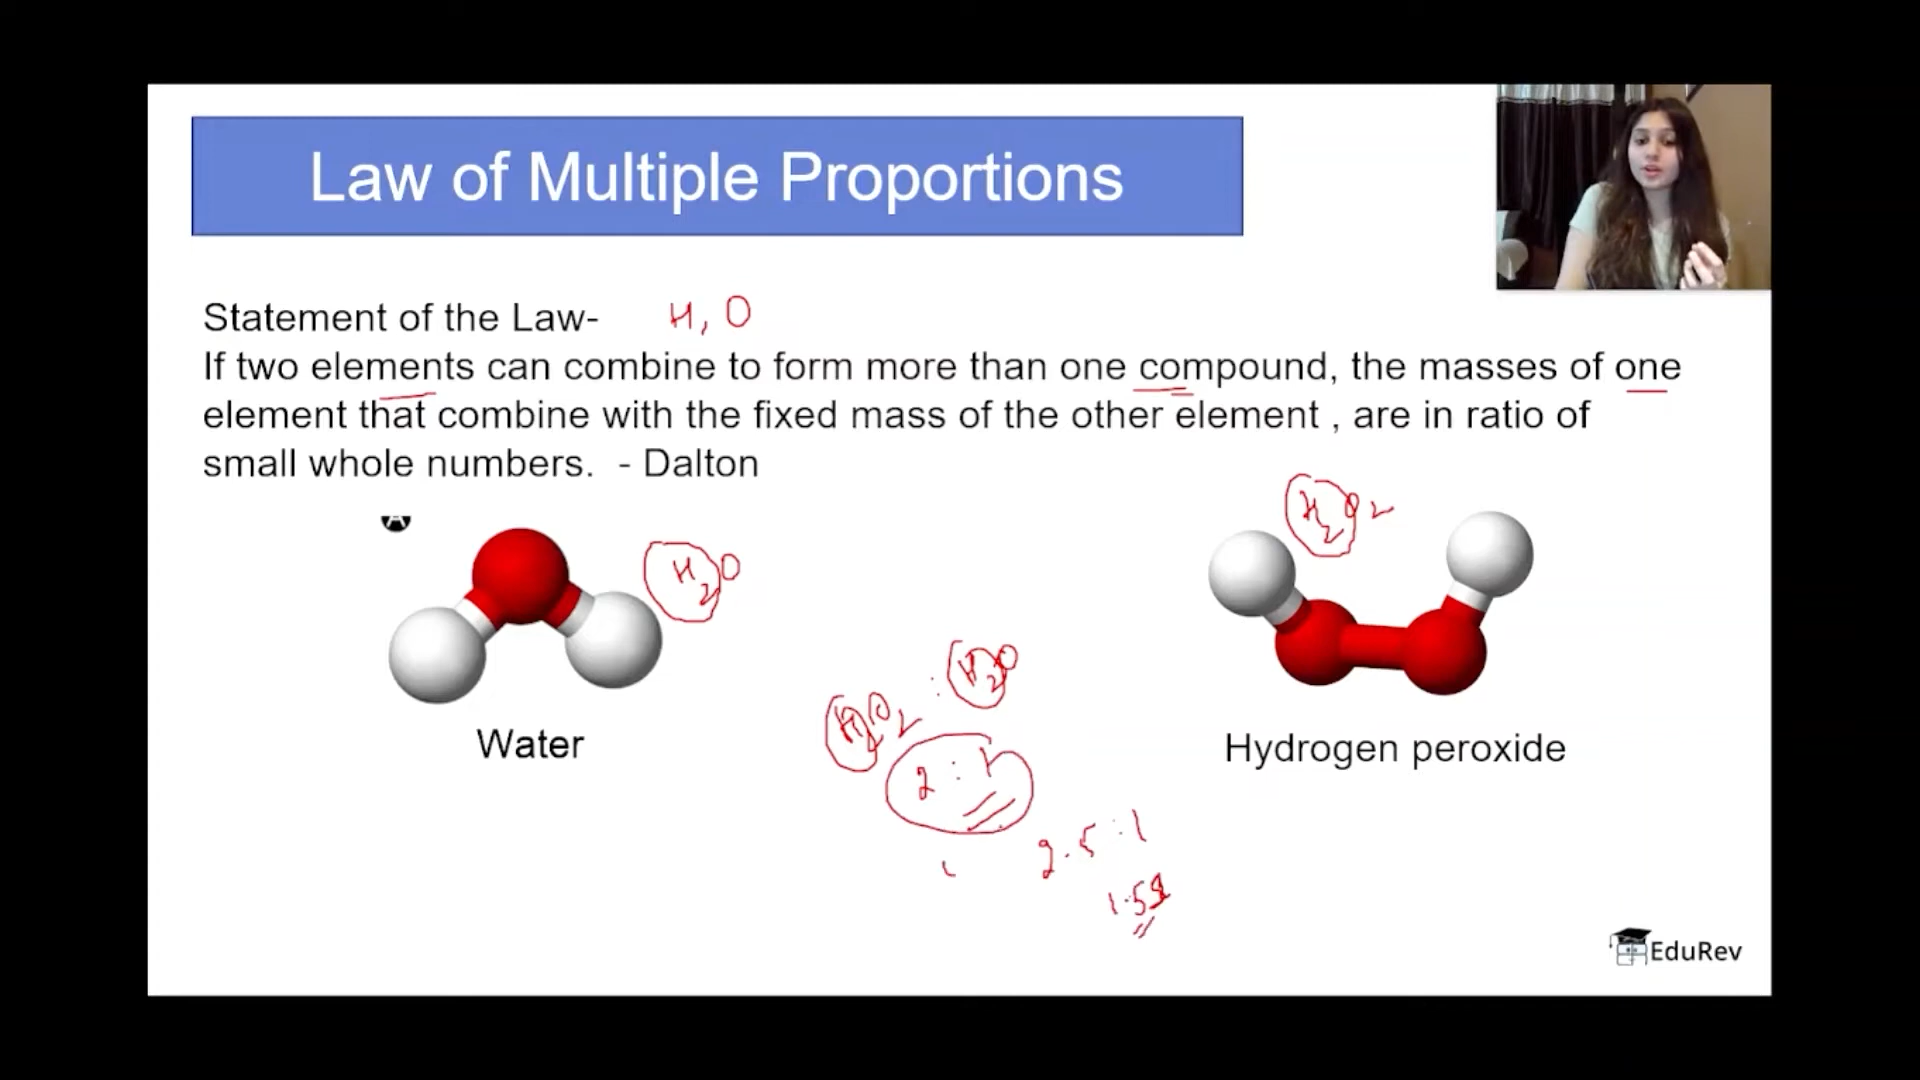 Law of Multiple Proportions
Statement of the Law- H, O
If two elements can combine to form more than one compound, the masses of one
element that combine with the fixed mass of the other element , are in ratio of
small whole numbers. - Dalton
H2O2
A
H2O
H2O2 : H2O
Water
Hydrogen peroxide
2 : 1
2.5 : 1
EduRev